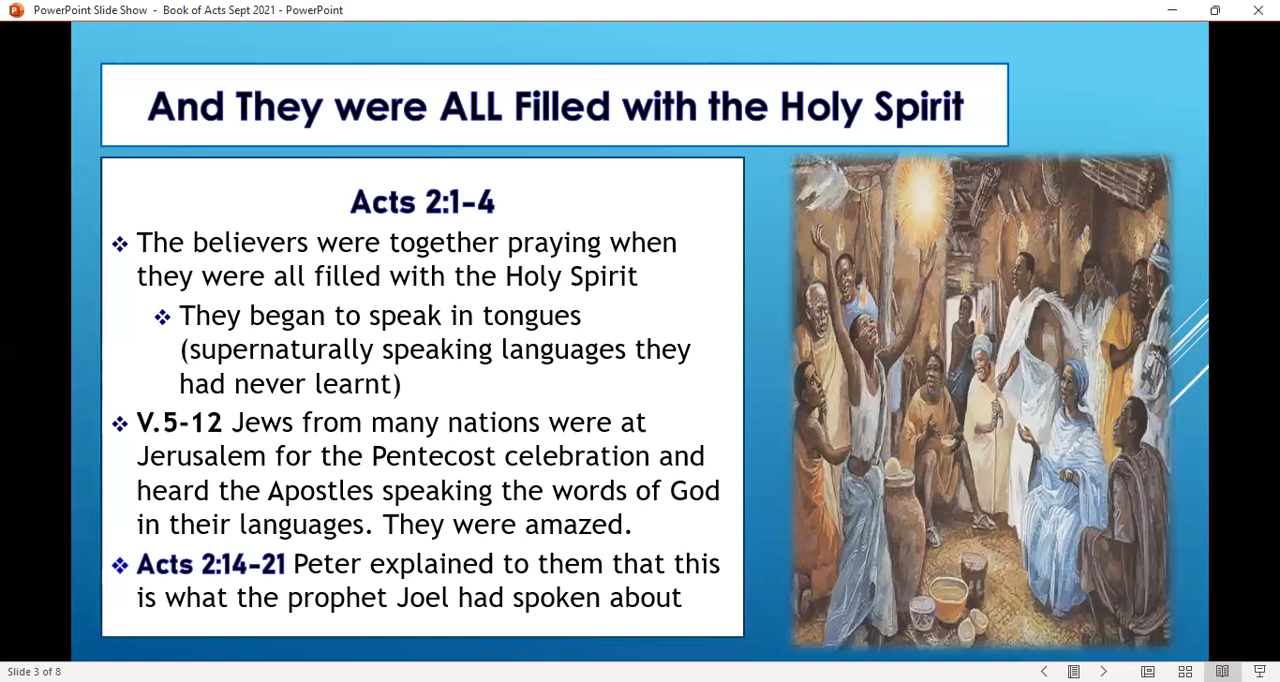 PowerPoint Slide Show - Book of Acts Sept 2021 - PowerPoint
And They were ALL Filled with the Holy Spirit
Acts 2:1-4
❖ The believers were together praying when
they were all filled with the Holy Spirit
❖ They began to speak in tongues
(supernaturally speaking languages they
had never learnt)
❖ V.5-12 Jews from many nations were at
Jerusalem for the Pentecost celebration and
heard the Apostles speaking the words of God
in their languages. They were amazed.
❖ Acts 2:14-21 Peter explained to them that this
is what the prophet Joel had spoken about
Slide 3 of 8